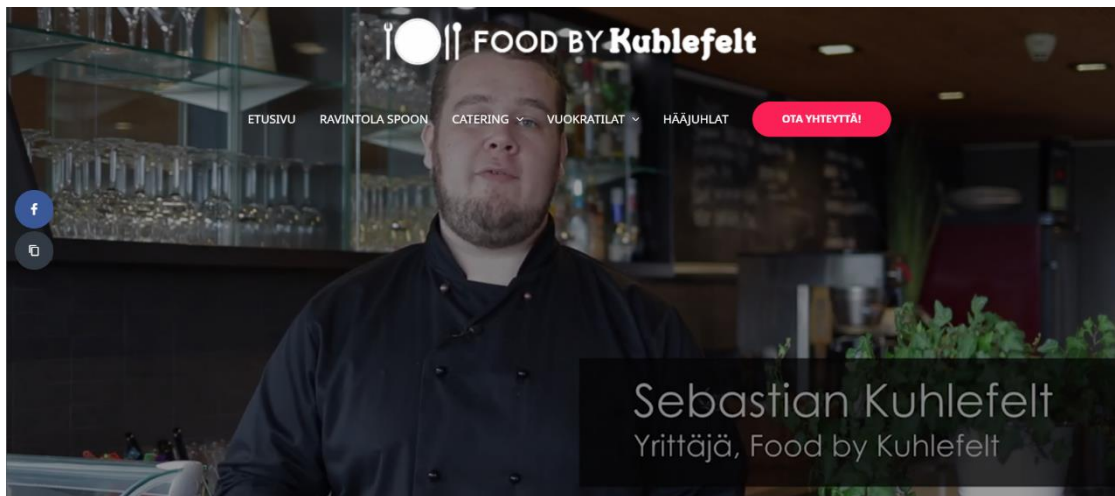 FOOD BY Kuhlefelt
ETUSIVU RAVINTOLA SPOON CATERING VUOKRATILAT HÄÄJUHLAT OTA YHTEYTTÄ!
f
Sebastian Kuhlefelt
Yrittäjä, Food by Kuhlefelt